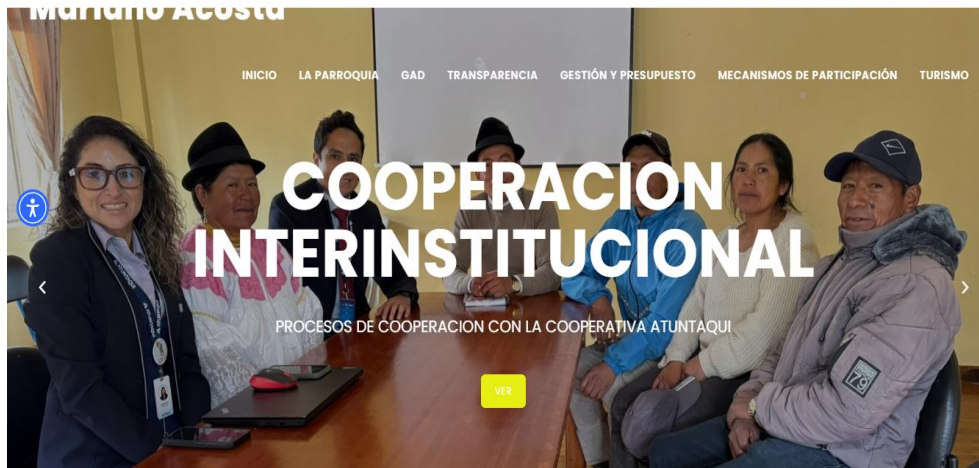 Mariano Acosta
INICIO LA PARROQUIA GAD TRANSPARENCIA GESTIÓN Y PRESUPUESTO MECANISMOS DE PARTICIPACIÓN TURISMO
COOPERACION
INTERINSTITUCIONAL
PROCESOS DE COOPERACION CON LA COOPERATIVA ATUNTAQUI
VER
79